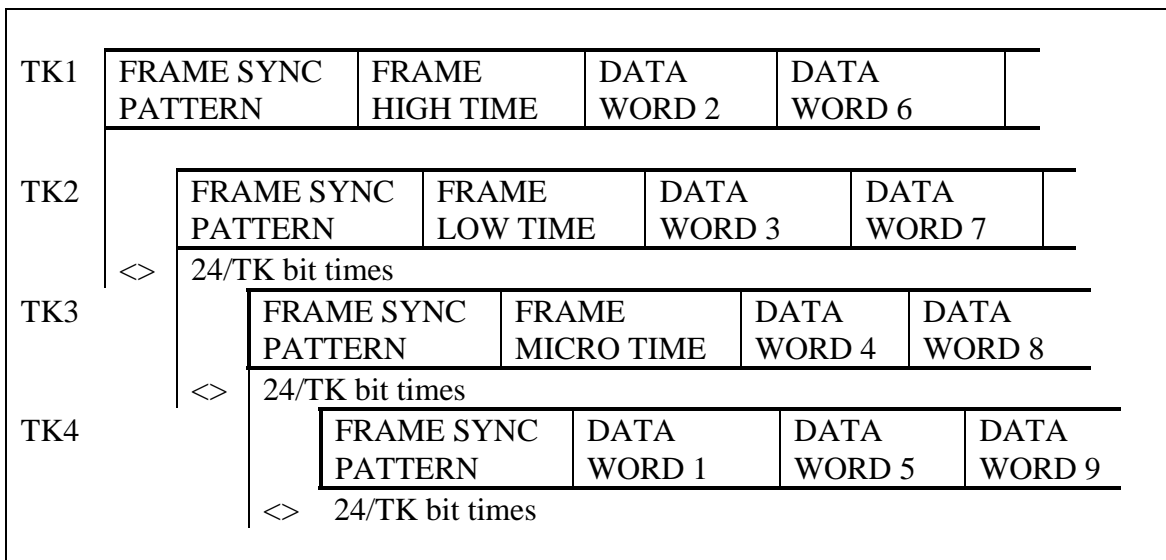 TK1 FRAME SYNC FRAME DATA DATA
PATTERN HIGH TIME WORD 2 WORD 6
TK2 FRAME SYNC FRAME DATA DATA
PATTERN LOW TIME WORD 3 WORD 7
<> 24/TK bit times
TK3 FRAME SYNC FRAME DATA DATA
PATTERN MICRO TIME WORD 4 WORD 8
<> 24/TK bit times
TK4 FRAME SYNC DATA DATA DATA
PATTERN WORD 1 WORD 5 WORD 9
<> 24/TK bit times